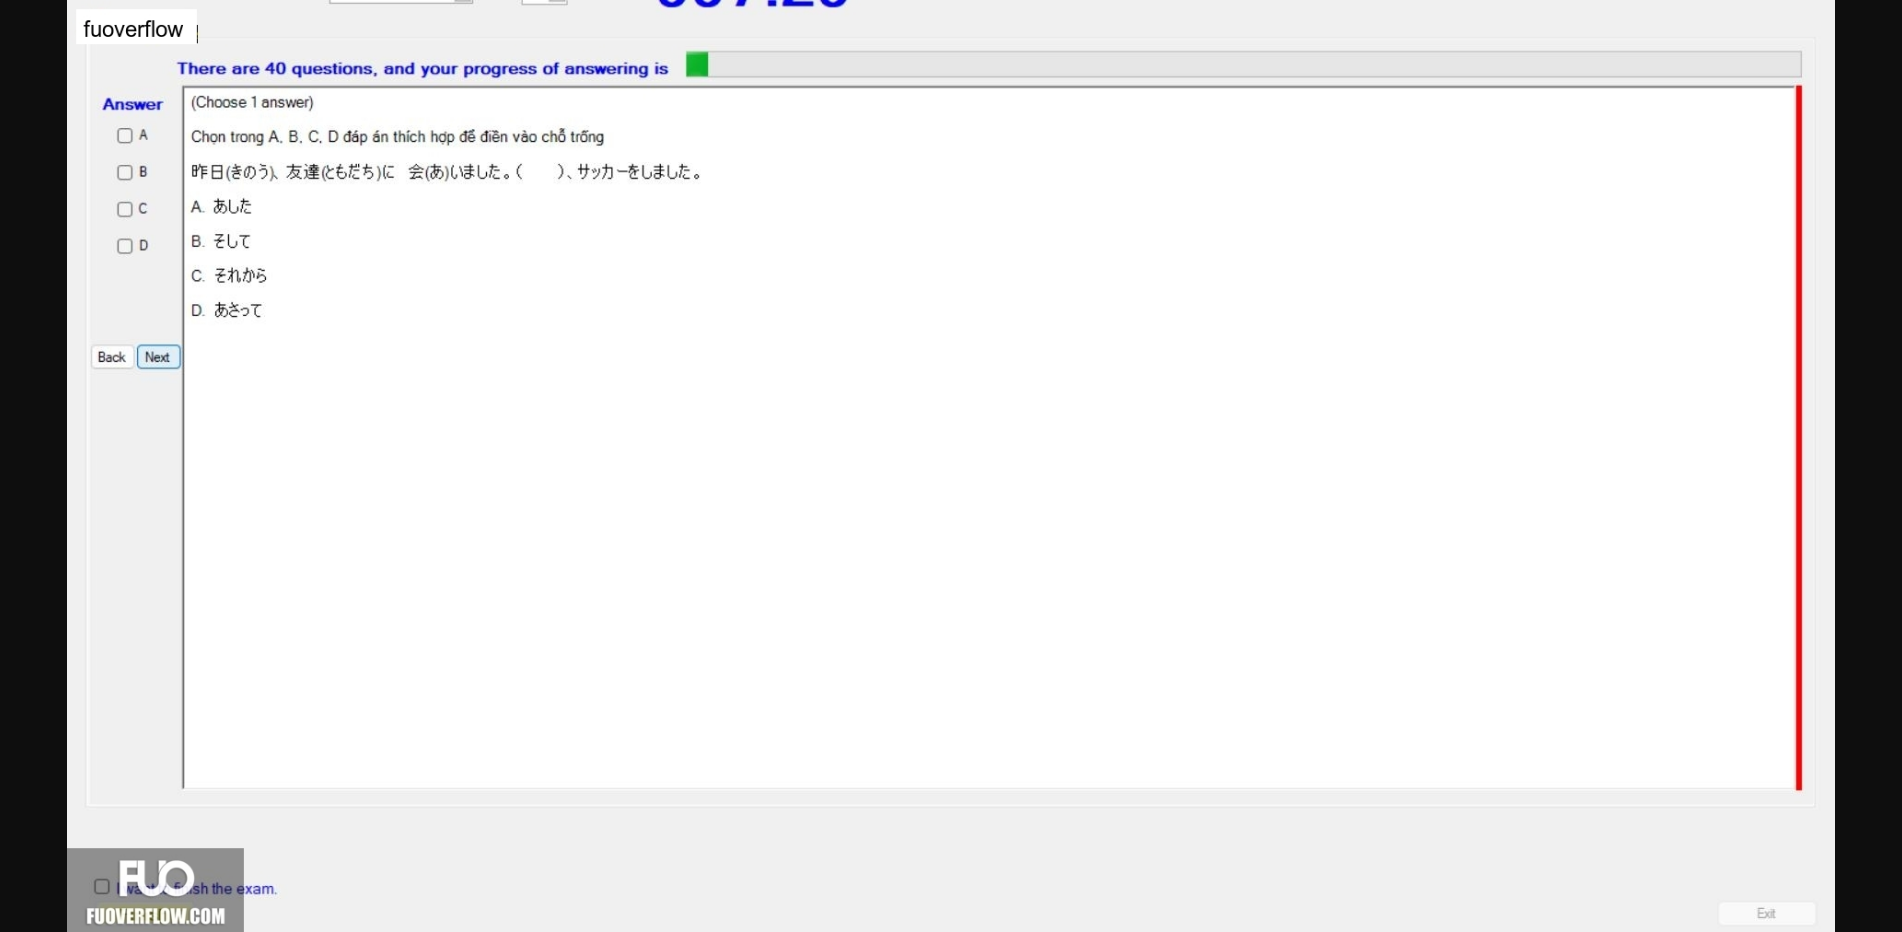 fuoverflow
There are 40 questions, and your progress of answering is
Answer
(Choose 1 answer)
A
Chọn trong A, B, C, D đáp án thích hợp để điền vào chỗ trống
B
昨日(きのう)、友達(ともだち)に 会(あ)いました。( )、サッカーをしました。
C
A. あした
D
B. そして
C. それから
D. あさって
Back Next
FUO
I want finish the exam.
FUOVERFLOW.COM
Exit